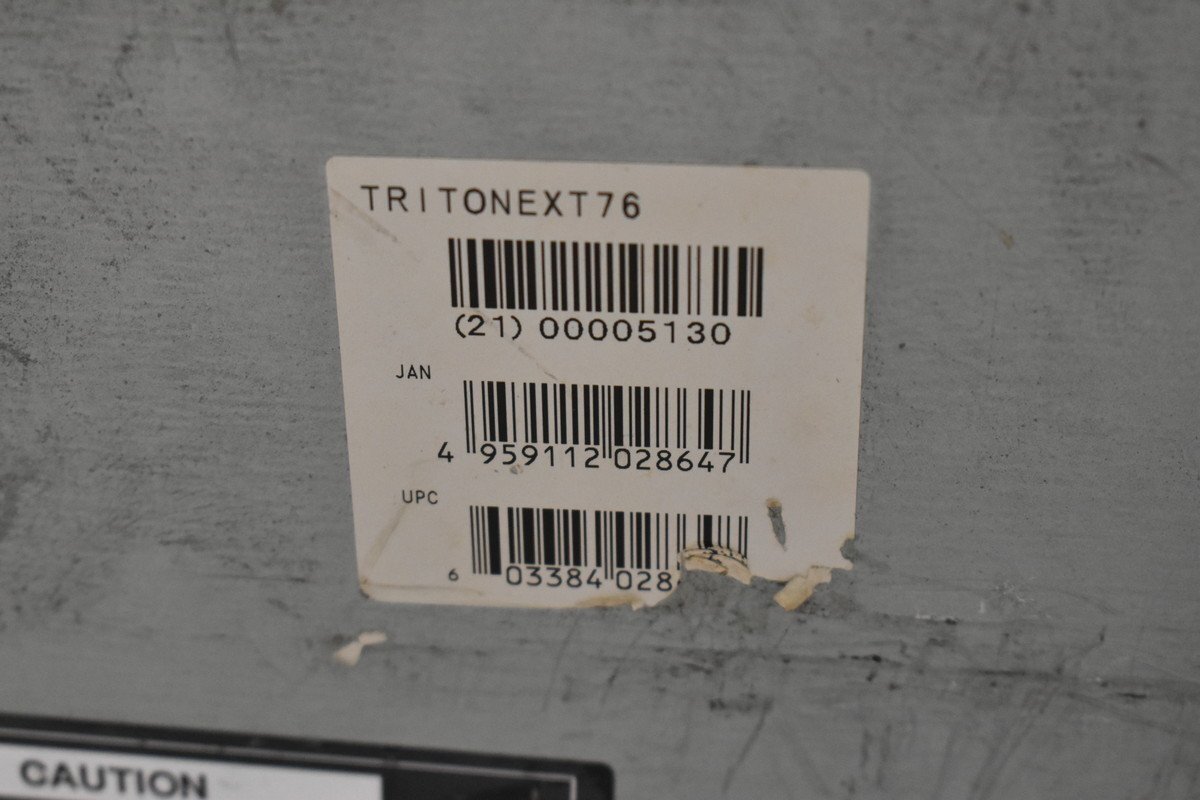 TRITONEXT76
(21) 00005130
JAN
4 959112 028647
UPC
6 03384 028
CAUTION